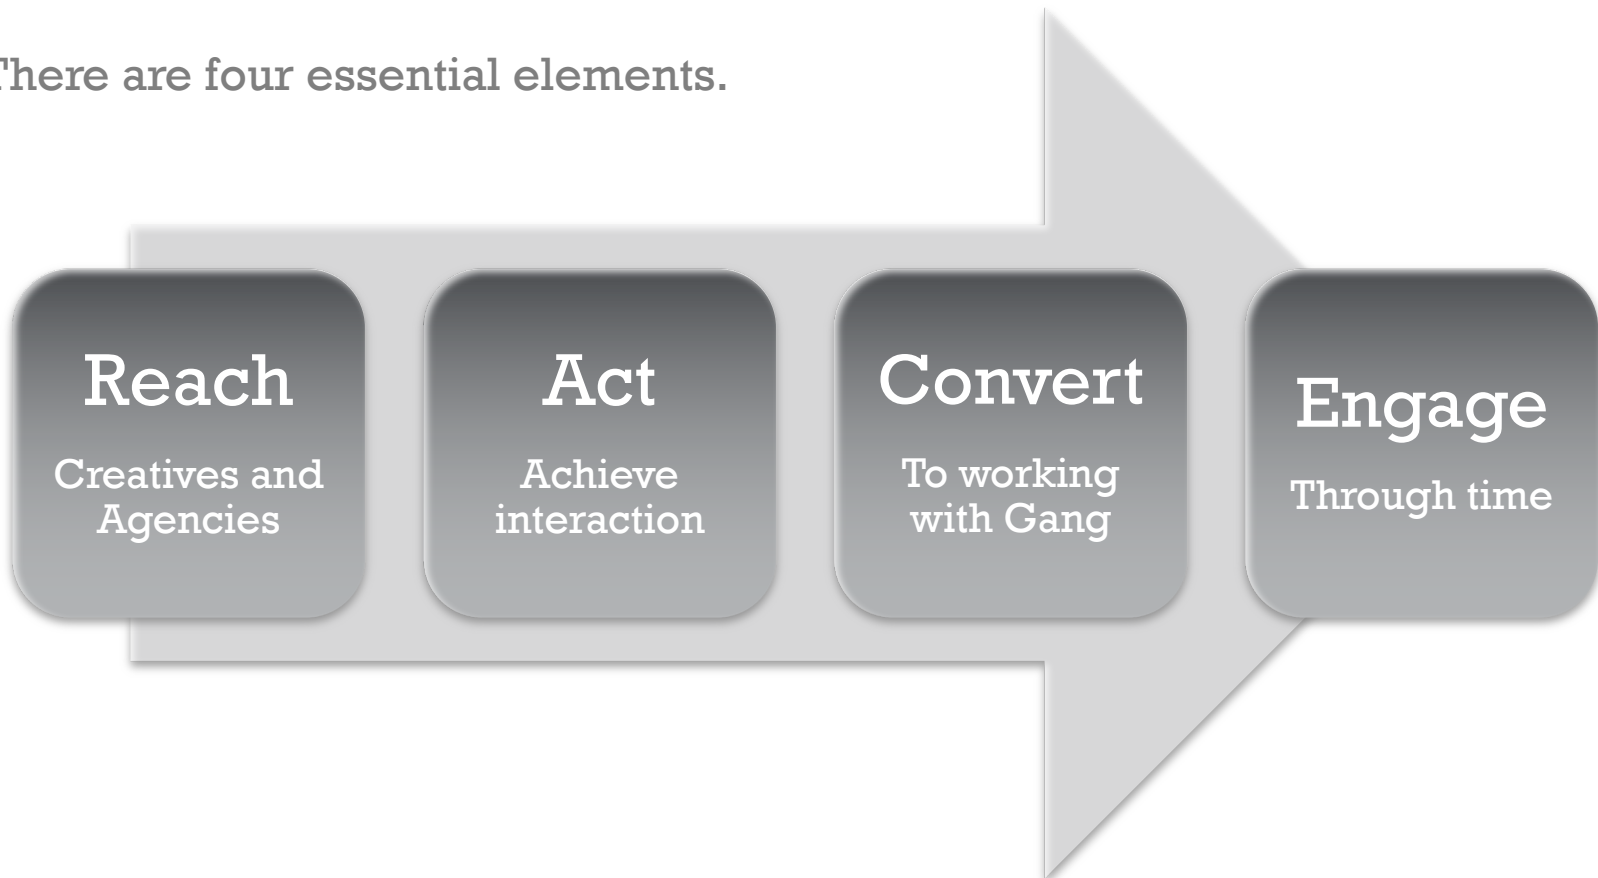 There are four essential elements.
Reach
Creatives and
Agencies
Act
Achieve
interaction
Convert
To working
with Gang
Engage
Through time